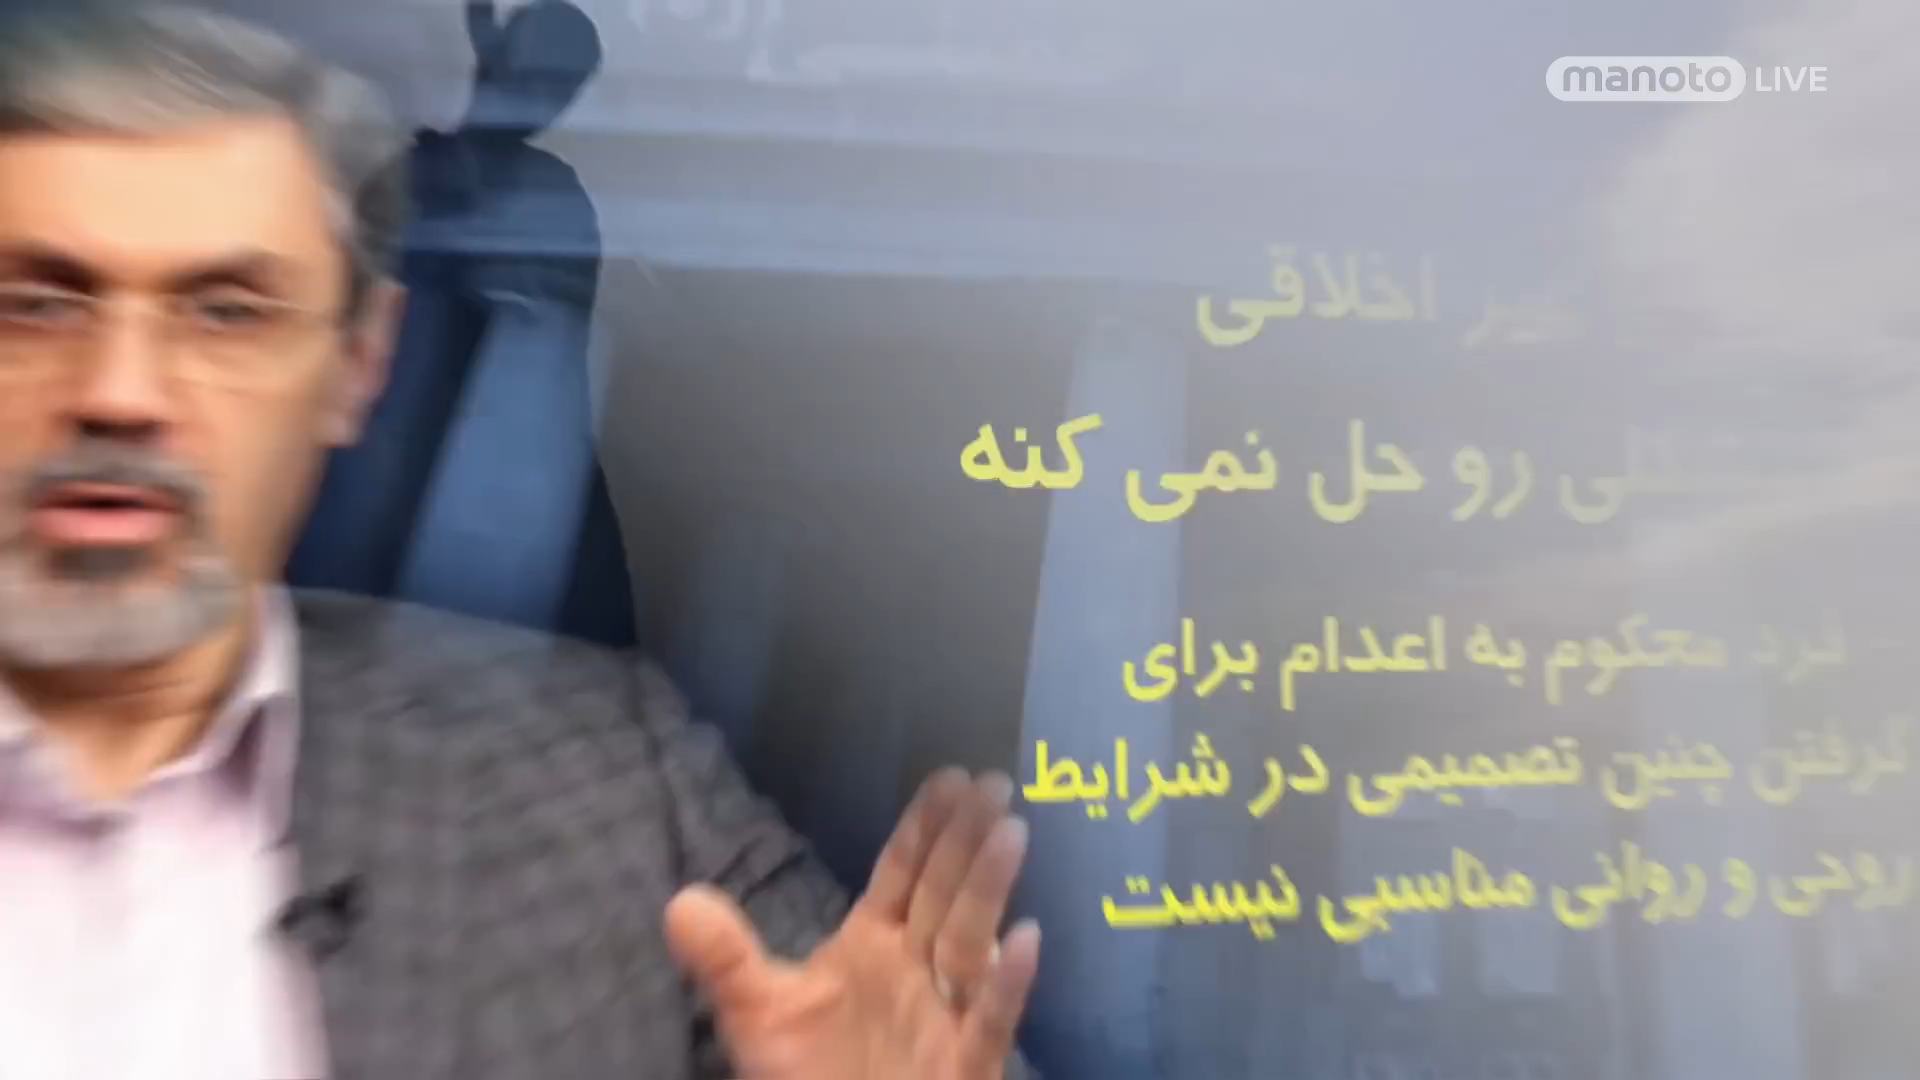 manoto LIVE
اخلاقی
رو حل نمی کنه
فرد محکوم به اعدام برای
گرفتن چنین تصمیمی در شرایط
روحی و روانی مناسبی نیست